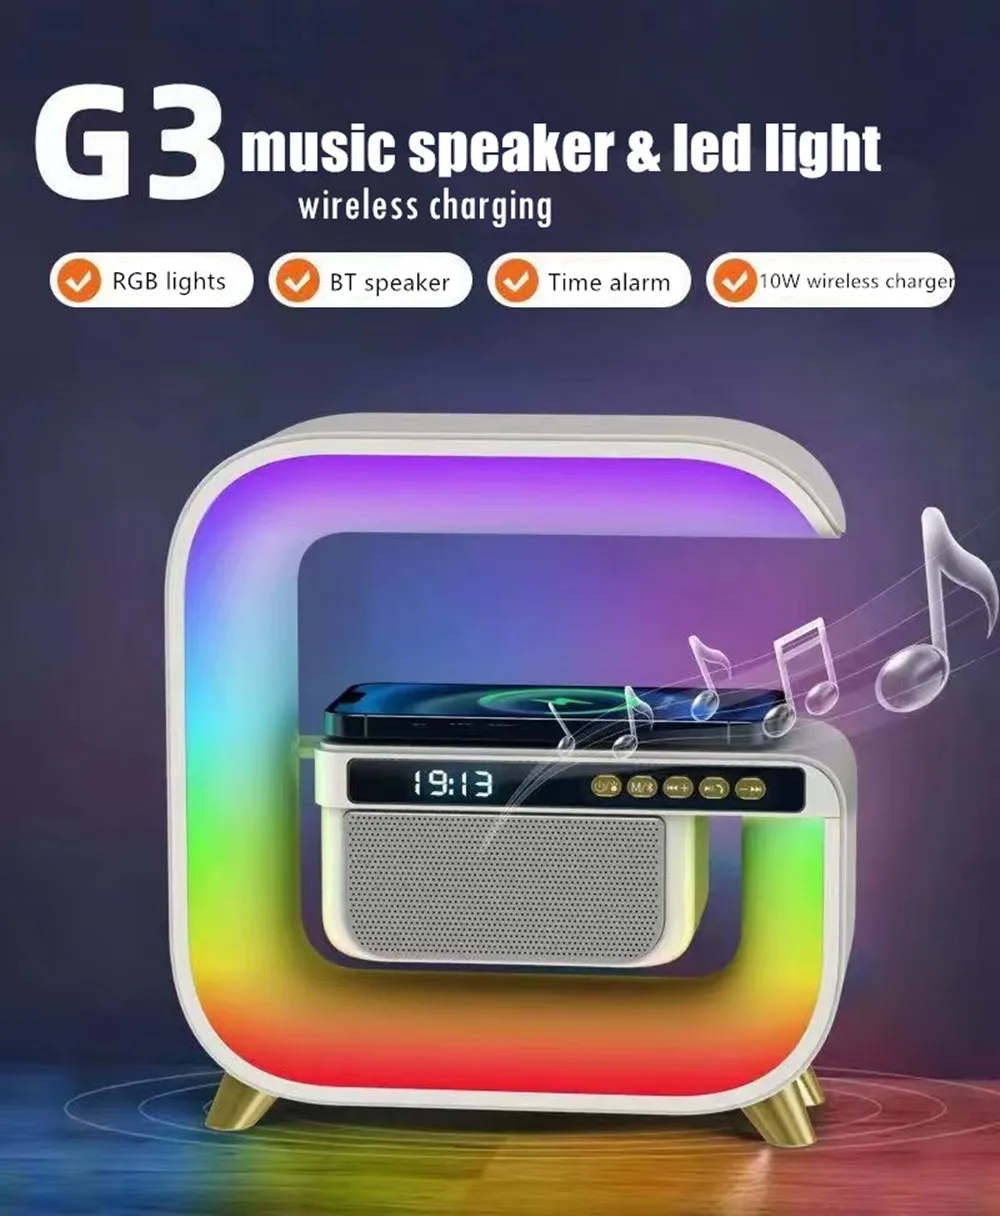 G3 music speaker & led light
wireless charging
RGB lights
BT speaker
Time alarm
10W wireless charger
19:13
M/